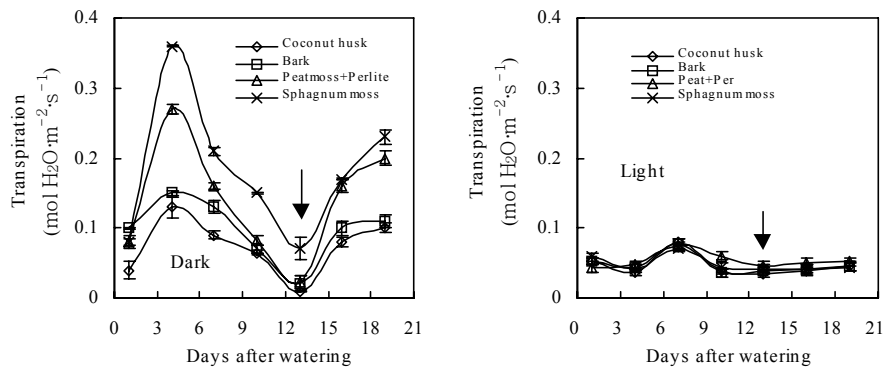 Transpiration
(mol H₂O·m⁻²·s⁻¹)
0.4
0.3
0.2
0.1
0
Coconut husk
Bark
Peatmoss+Perlite
Sphagnum moss
Dark
0 3 6 9 12 15 18 21
Days after watering
Transpiration
(mol H₂O·m⁻²·s⁻¹)
0.4
0.3
0.2
0.1
0
Coconut husk
Bark
Peat+Per
Sphagnum moss
Light
0 3 6 9 12 15 18 21
Days after watering